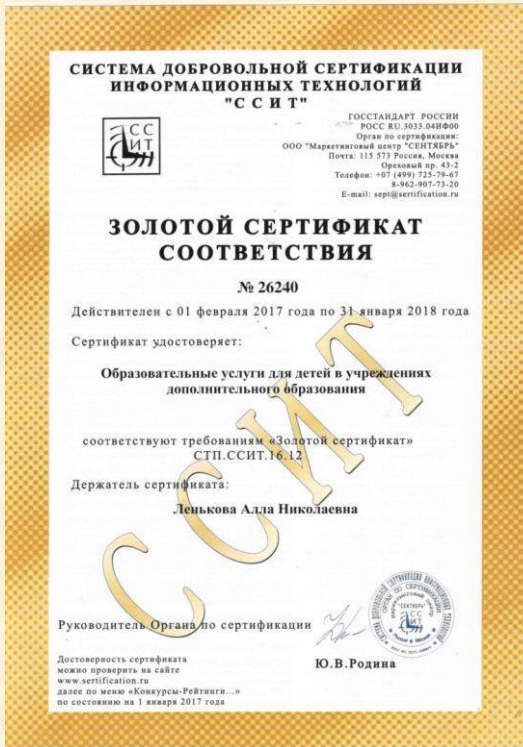 СИСТЕМА ДОБРОВОЛЬНОЙ СЕРТИФИКАЦИИ
ИНФОРМАЦИОННЫХ ТЕХНОЛОГИЙ
"С С И Т"
СС
ИТ
ГОССТАНДАРТ РОССИИ
РОСС RU.3033.04ИФ00
Орган по сертификации:
ООО "Маркетинговый центр "СЕНТЯБРЬ"
Почта: 115 573 Россия, Москва
Ореховый пр. 43-2
Телефон: +07 (499) 725-79-67
8-962-907-73-20
E-mail: sept@sertification.ru
ЗОЛОТОЙ СЕРТИФИКАТ
СООТВЕТСТВИЯ
№ 26240
Действителен с 01 февраля 2017 года по 31 января 2018 года
Сертификат удостоверяет:
Образовательные услуги для детей в учреждениях
дополнительного образования
соответствуют требованиям «Золотой сертификат»
СТП.ССИТ.16.12
Держатель сертификата:
Ленькова Алла Николаевна
ССИТ
Руководитель Органа по сертификации
"СЕНТЯБРЬ"
Ю.В.Родина
Достоверность сертификата
можно проверить на сайте
www.sertification.ru
далее по меню «Конкурсы-Рейтинги...»
по состоянию на 1 января 2017 года